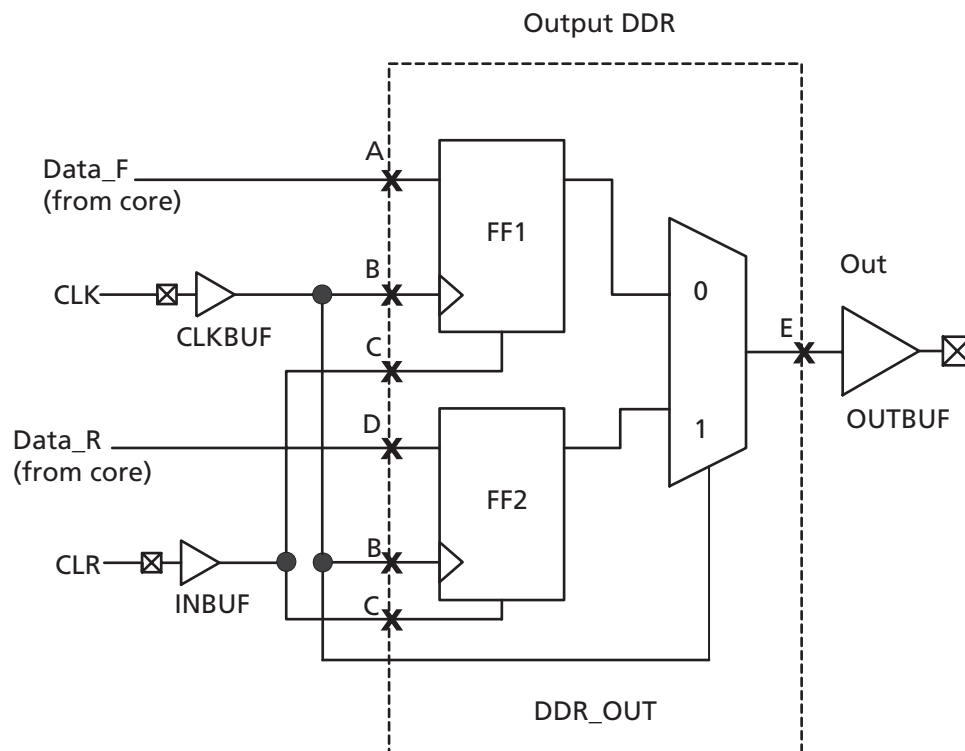 Output DDR
A
Data_F
(from core)
FF1
B
Out
0
CLK
CLKBUF
E
C
OUTBUF
D
1
Data_R
(from core)
FF2
B
CLR
INBUF
C
DDR_OUT